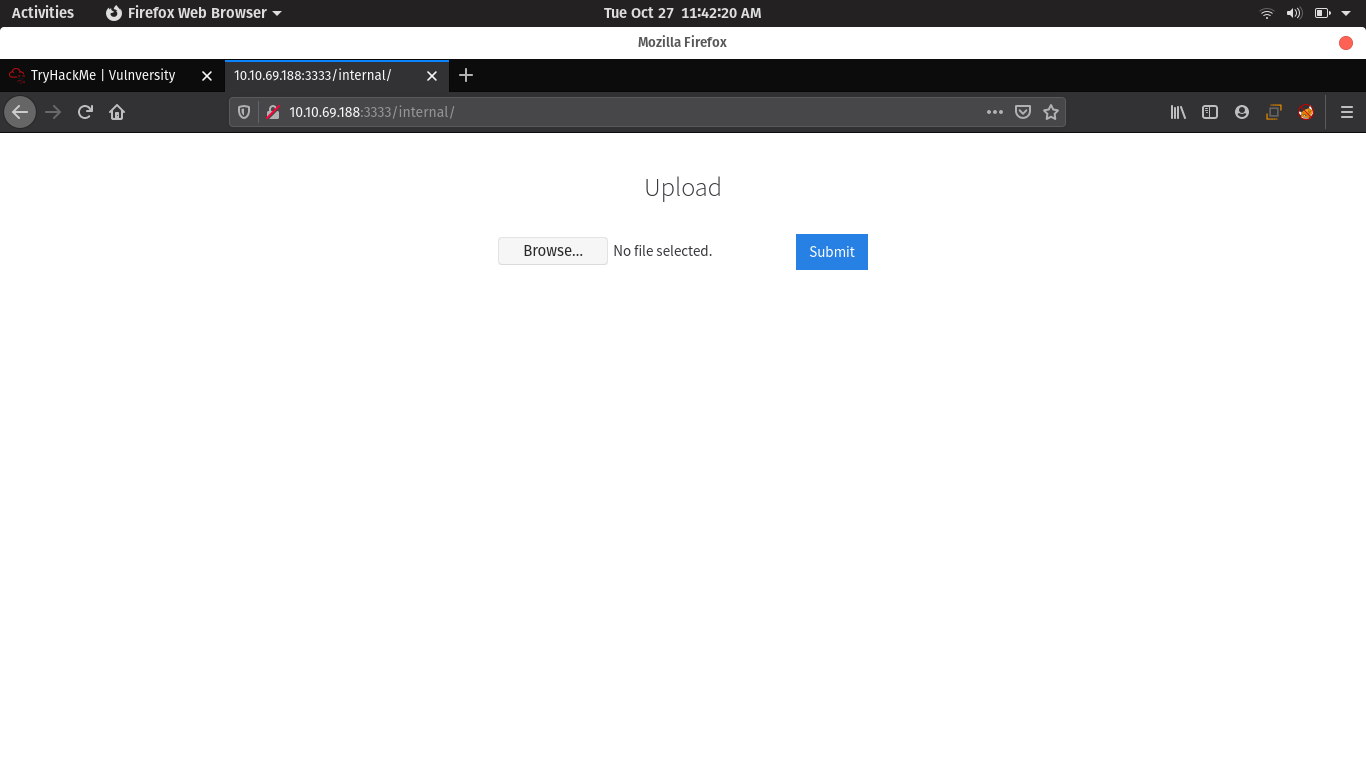 Activities Firefox Web Browser Tue Oct 27 11:42:20 AM
Mozilla Firefox
TryHackMe | Vulnversity 10.10.69.188:3333/internal/
10.10.69.188:3333/internal/
Upload
Browse... No file selected. Submit